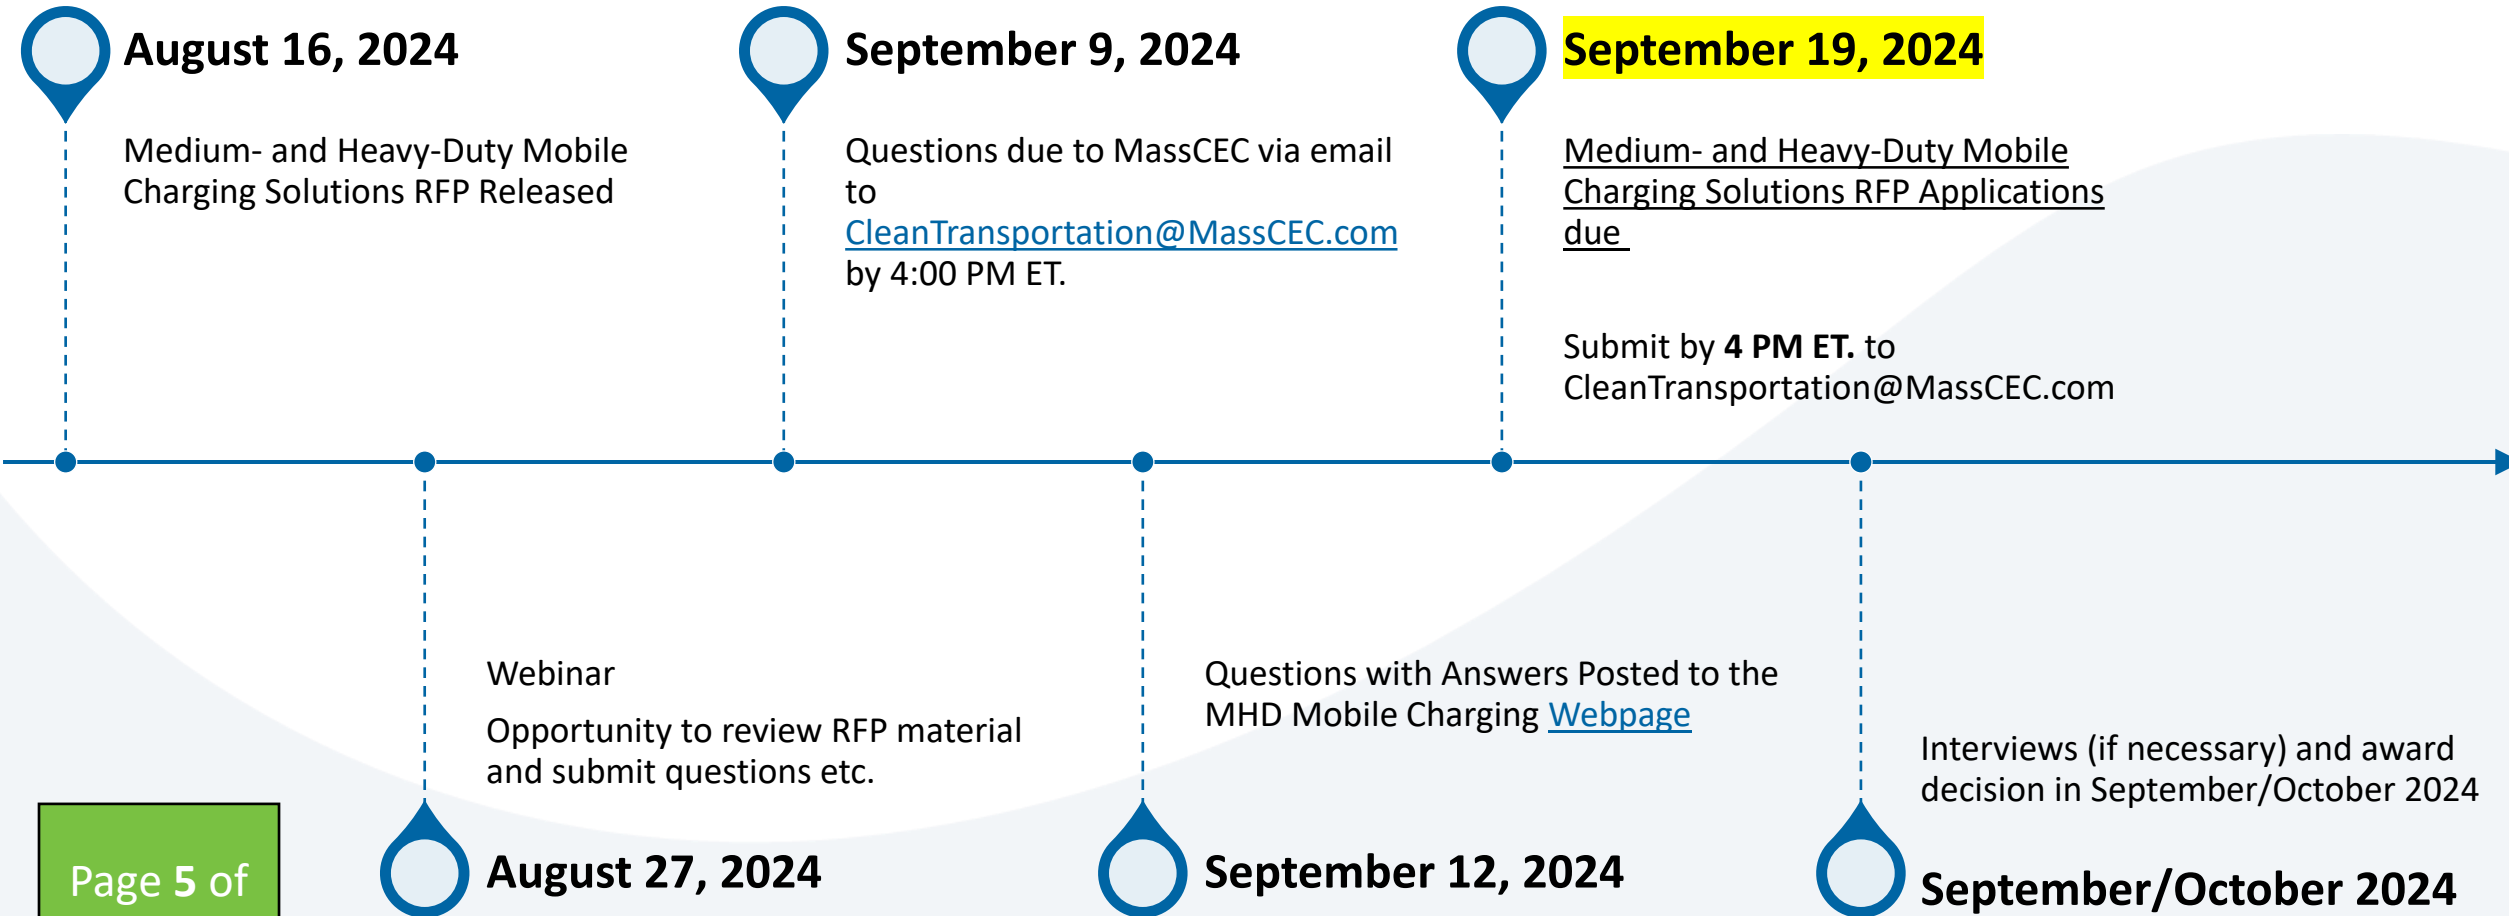 August 16, 2024
Medium- and Heavy-Duty Mobile
Charging Solutions RFP Released
September 9, 2024
Questions due to MassCEC via email
to
CleanTransportation@MassCEC.com
by 4:00 PM ET.
September 19, 2024
Medium- and Heavy-Duty Mobile
Charging Solutions RFP Applications
due
Submit by 4 PM ET. to
CleanTransportation@MassCEC.com
Webinar
Opportunity to review RFP material
and submit questions etc.
August 27, 2024
Questions with Answers Posted to the
MHD Mobile Charging Webpage
September 12, 2024
Interviews (if necessary) and award
decision in September/October 2024
September/October 2024
Page 5 of